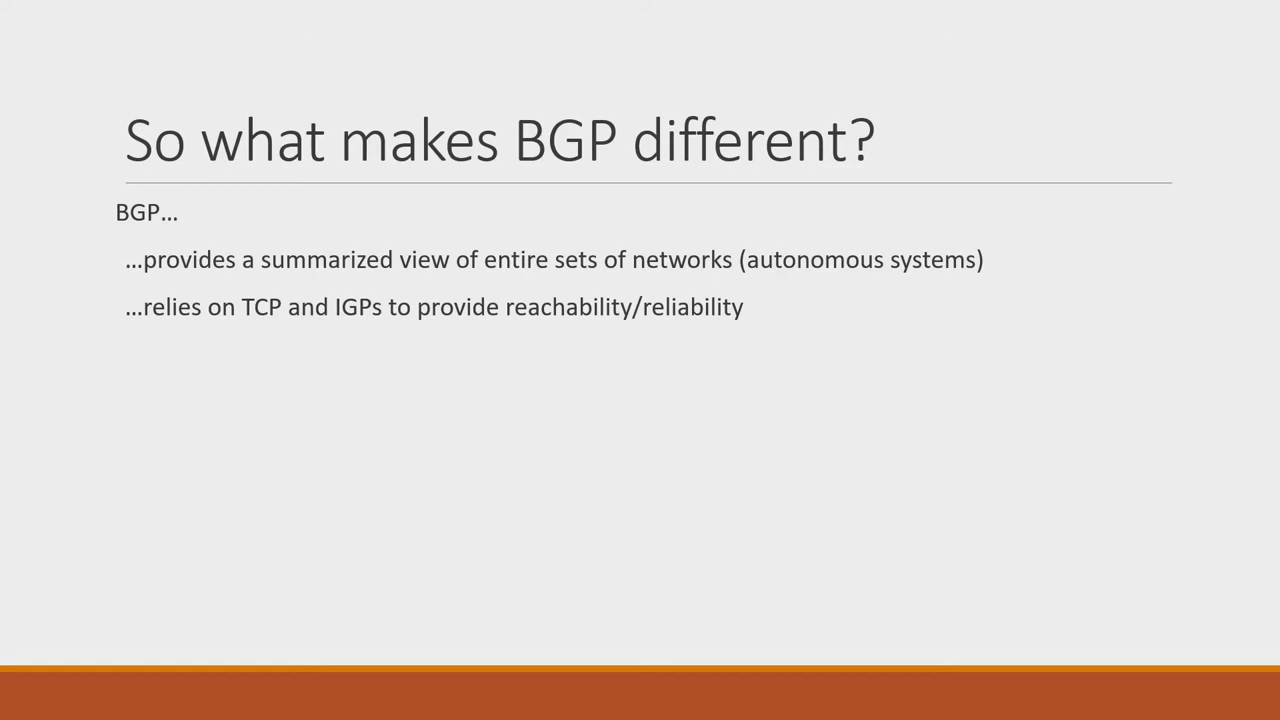 So what makes BGP different?
BGP…
…provides a summarized view of entire sets of networks (autonomous systems)
…relies on TCP and IGPs to provide reachability/reliability